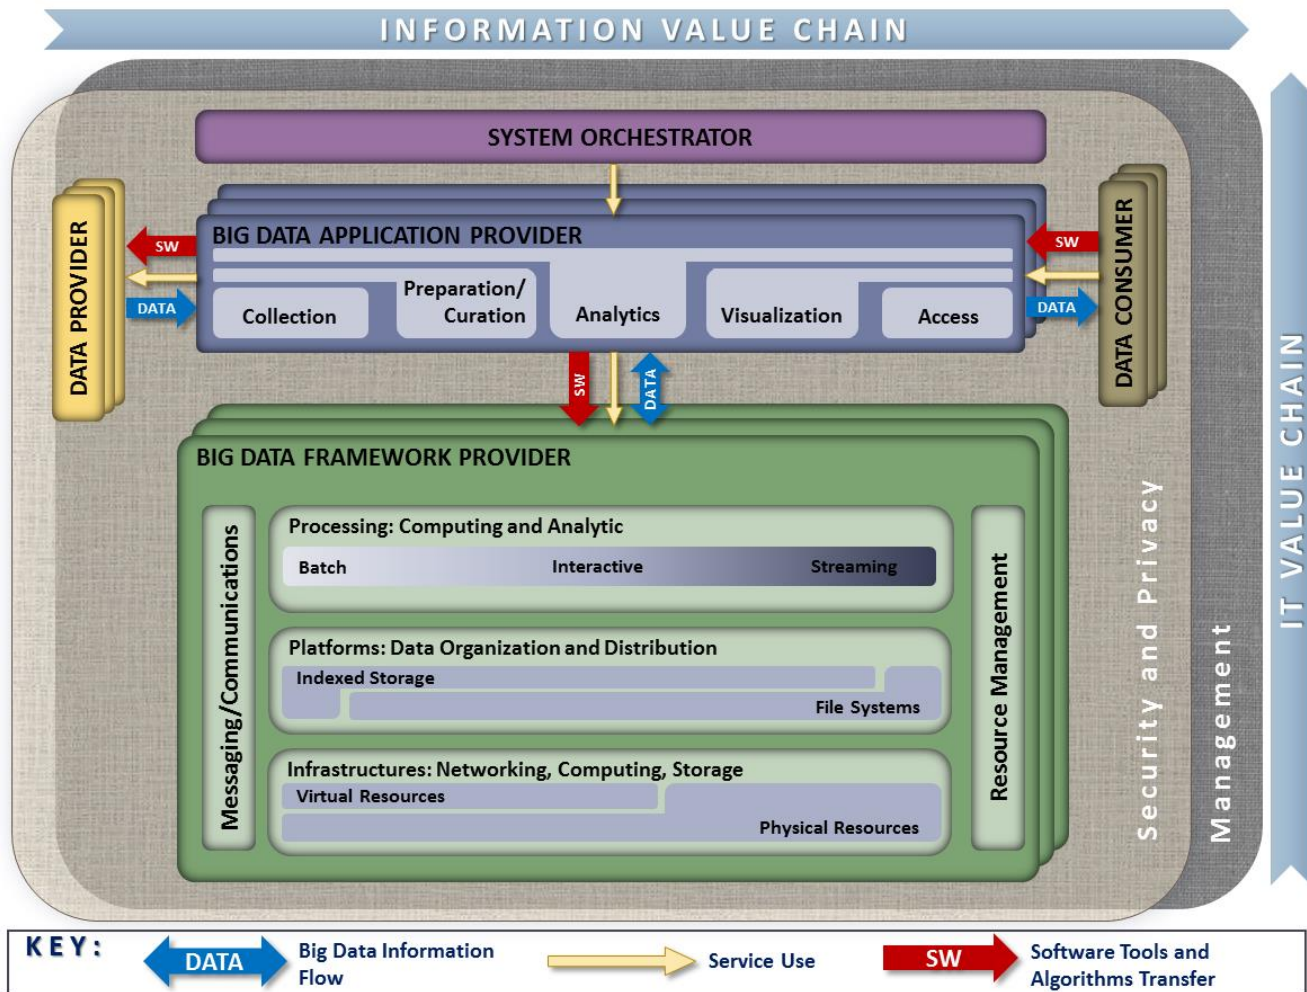 INFORMATION VALUE CHAIN
SYSTEM ORCHESTRATOR
DATA PROVIDER
SW
DATA
BIG DATA APPLICATION PROVIDER
Collection
Preparation/
Curation
Analytics
Visualization
Access
SW
DATA
DATA CONSUMER
SW
DATA
BIG DATA FRAMEWORK PROVIDER
Messaging/Communications
Processing: Computing and Analytic
Batch
Interactive
Streaming
Platforms: Data Organization and Distribution
Indexed Storage
File Systems
Infrastructures: Networking, Computing, Storage
Virtual Resources
Physical Resources
Resource Management
Security and Privacy
Management
IT VALUE CHAIN
KEY:
DATA
Big Data Information
Flow
Service Use
SW
Software Tools and
Algorithms Transfer